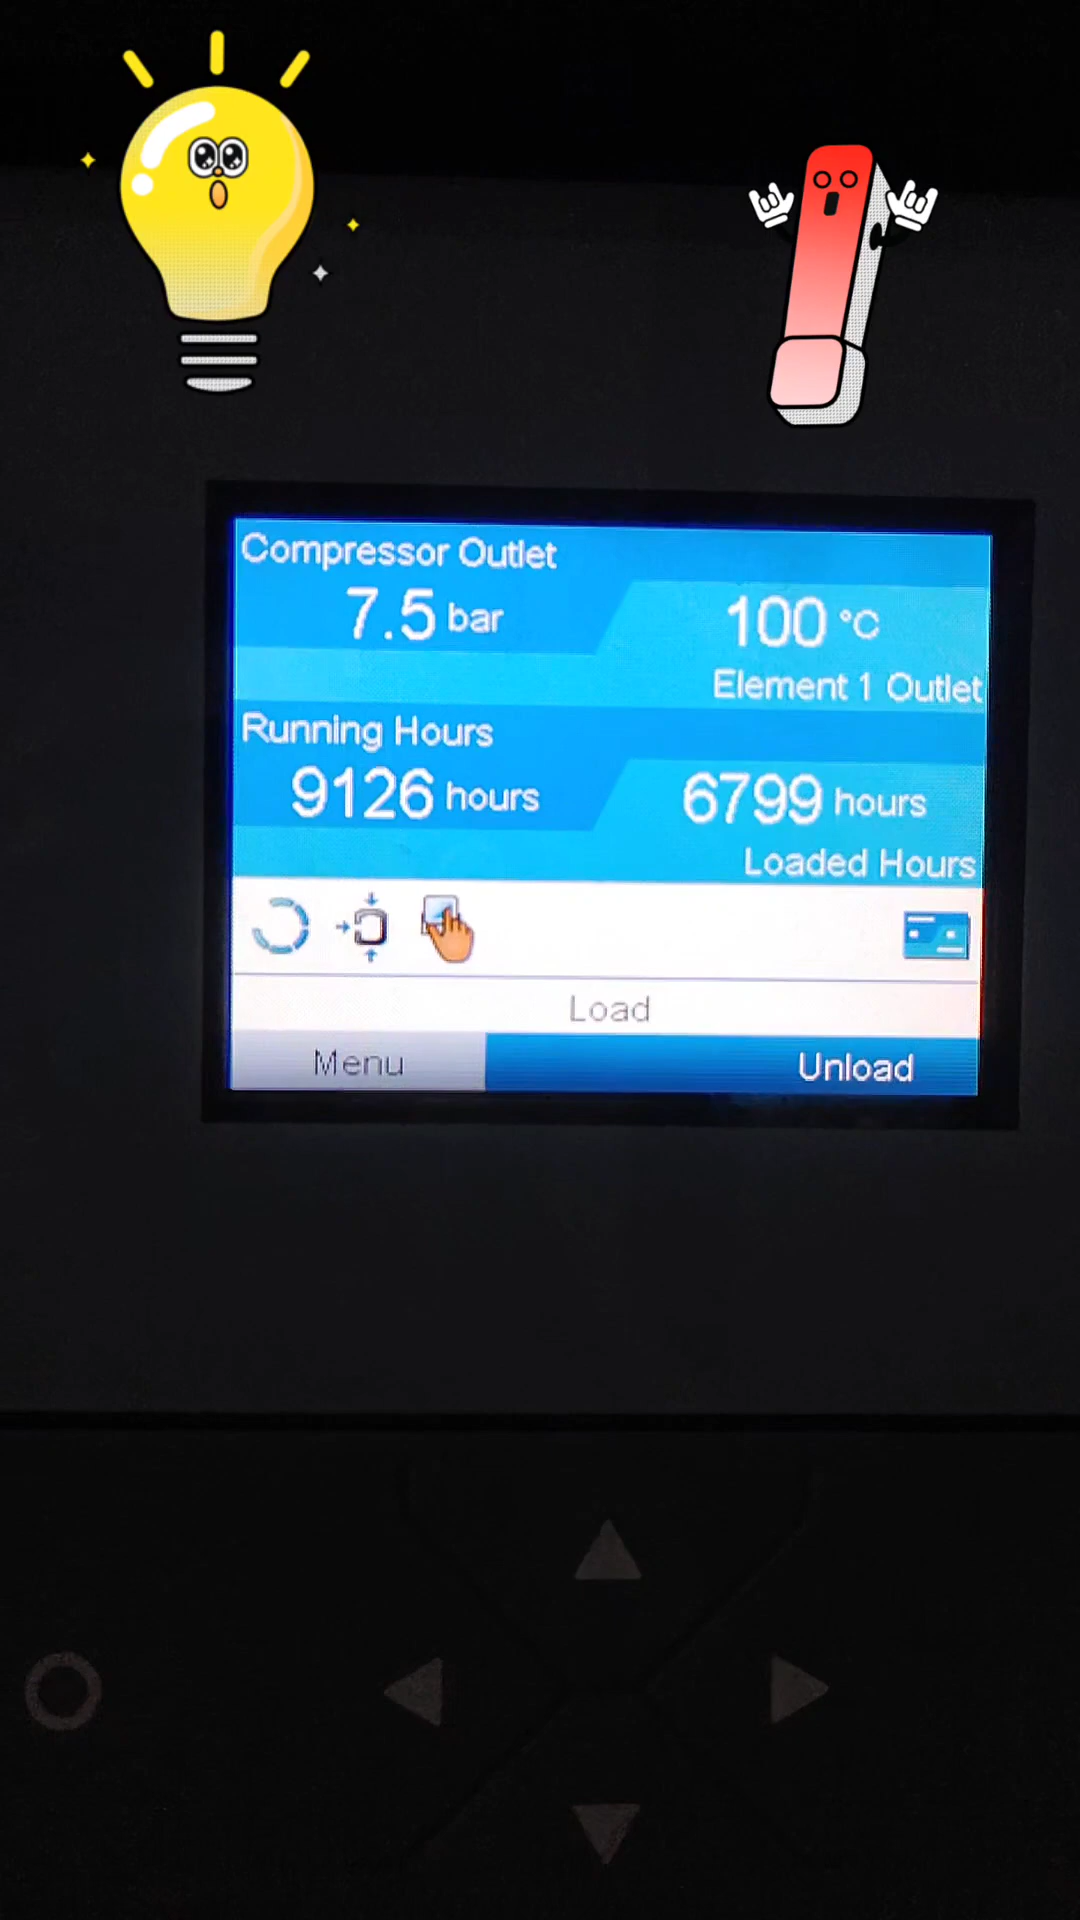 Compressor Outlet
7.5 bar
100 °C
Element 1 Outlet
Running Hours
9126 hours
6799 hours
Loaded Hours
Load
Menu
Unload